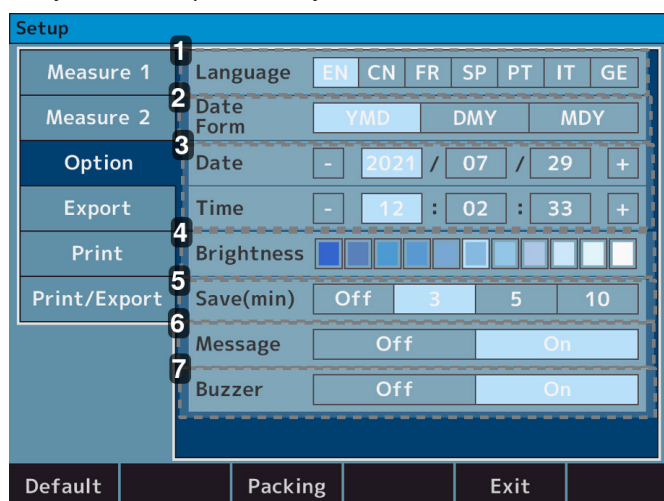 Setup
Measure 1
Measure 2
Option
Export
Print
Print/Export
1
Language EN CN FR SP PT IT GE
2
Date
Form YMD DMY MDY
3
Date - 2021 / 07 / 29 +
Time - 12 : 02 : 33 +
4
Brightness
5
Save(min) Off 3 5 10
6
Message Off On
7
Buzzer Off On
Default Packing Exit